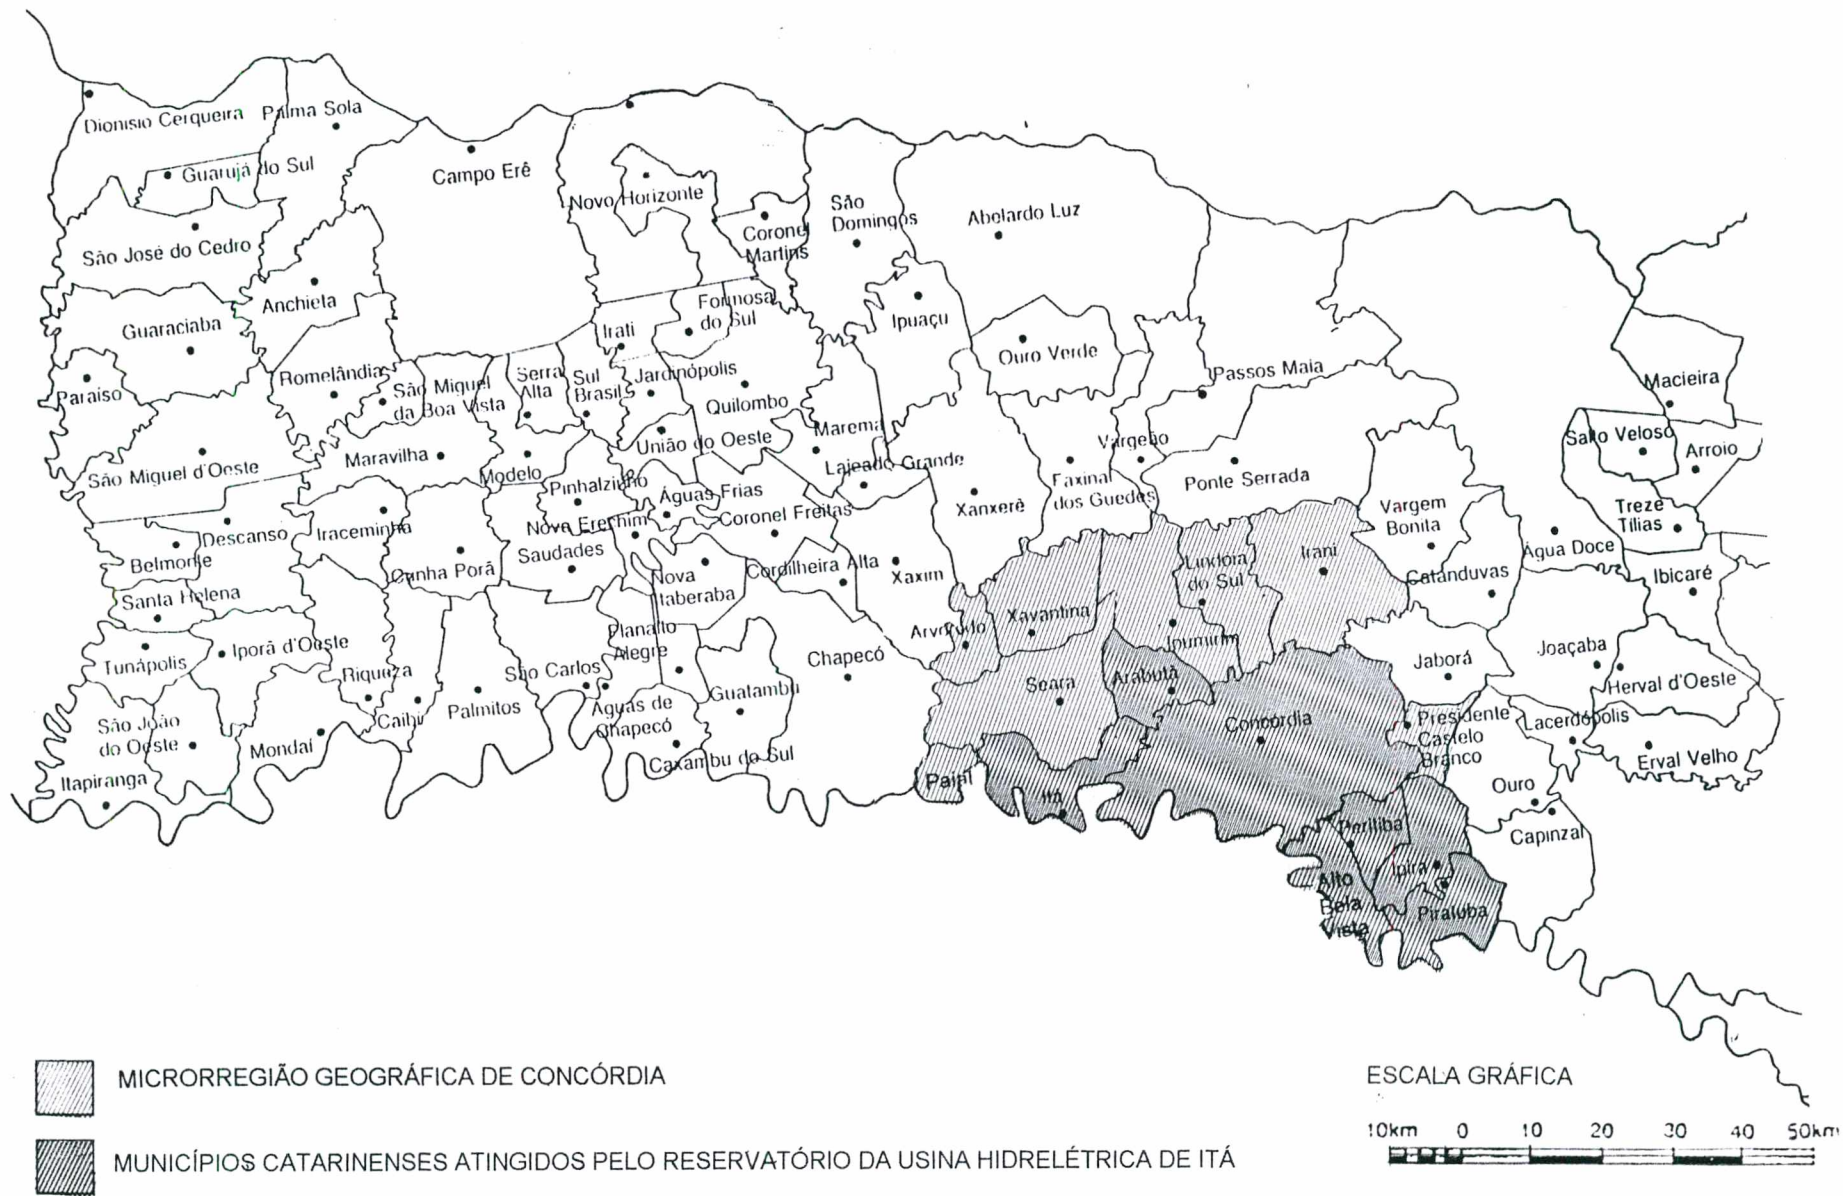 Dionísio Cerqueira
Palma Sola
Guarujá do Sul
Campo Erê
Novo Horizonte
São
Domingos
Abelardo Luz
Coronel
Martins
São José do Cedro
Anchieta
Guaraciaba
Irati
Formosa
do Sul
Ipuaçu
Ouro Verde
Passos Maia
Macieira
Paraíso
Romelândia
São Miguel
da Boa Vista
Serra
Alta
Sul
Brasil
Jardinópolis
Quilombo
União do Oeste
Marema
Vargeão
Salto Veloso
Arroio
São Miguel d'Oeste
Maravilha
Modelo
Pinhalzinho
Lajeado Grande
Águas Frias
Xanxerê
Faxinal
dos Guedes
Ponte Serrada
Vargem
Bonita
Treze
Tílias
Descanso
Iraceminha
Nova Erechim
Coronel Freitas
Belmonte
Cunha Porã
Saudades
Nova
Itaberaba
Cordilheira Alta
Xaxim
Lindóia
do Sul
Irani
Catanduvas
Água Doce
Ibicaré
Santa Helena
Tunápolis
Iporã d'Oeste
Riqueza
São Carlos
Planalto
Alegre
Chapecó
Guatambu
Arvoredo
Xavantina
Ipumirim
Jaborá
Joaçaba
Herval d'Oeste
São João
do Oeste
Mondaí
Caibi
Palmitos
Águas de
Chapecó
Caxambu do Sul
Seara
Arabutã
Concórdia
Presidente
Castelo
Branco
Lacerdópolis
Erval Velho
Itapiranga
Paial
Itá
Ouro
Capinzal
Peritiba
Ipira
Alto
Bela
Vista
Piratuba
MICRORREGIÃO GEOGRÁFICA DE CONCÓRDIA
MUNICÍPIOS CATARINENSES ATINGIDOS PELO RESERVATÓRIO DA USINA HIDRELÉTRICA DE ITÁ
ESCALA GRÁFICA
10km 0 10 20 30 40 50km